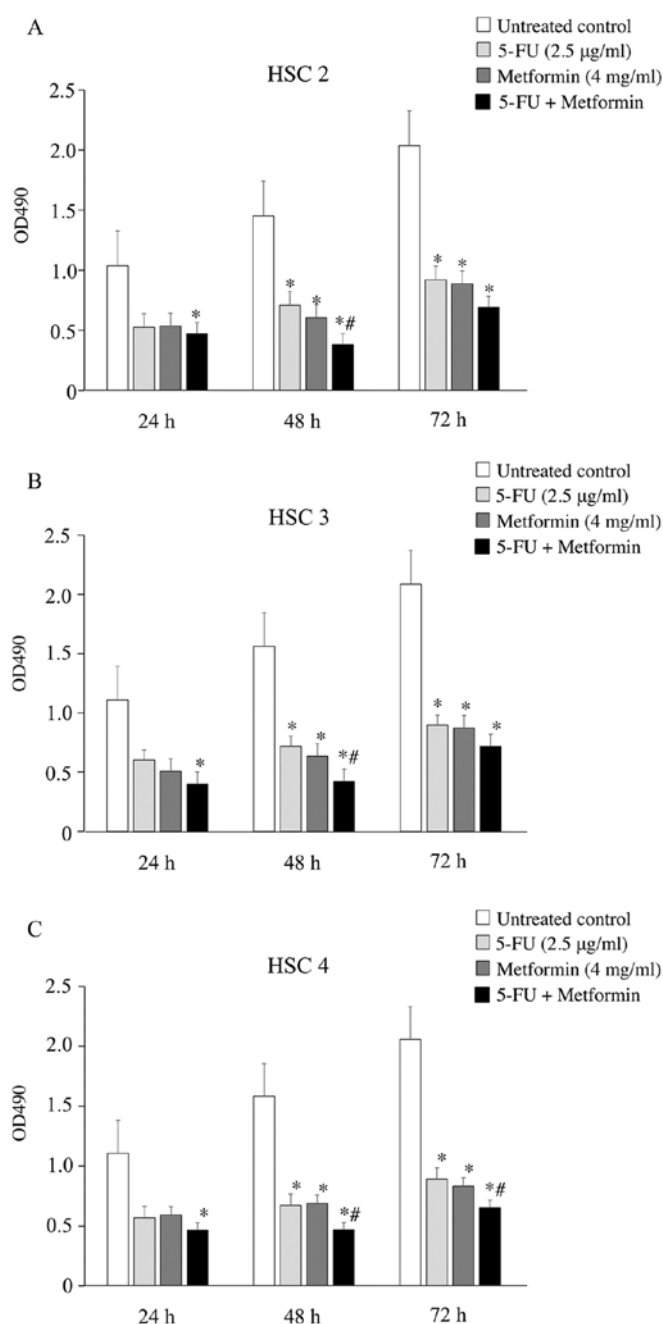 A
Untreated control
5-FU (2.5 μg/ml)
Metformin (4 mg/ml)
5-FU + Metformin
HSC 2
2.5
2.0
1.5
1.0
0.5
0
OD490
*
* * *#
* * *
24 h 48 h 72 h
B
Untreated control
5-FU (2.5 μg/ml)
Metformin (4 mg/ml)
5-FU + Metformin
HSC 3
2.5
2.0
1.5
1.0
0.5
0
OD490
*
* * *#
* * *
24 h 48 h 72 h
C
Untreated control
5-FU (2.5 μg/ml)
Metformin (4 mg/ml)
5-FU + Metformin
HSC 4
2.5
2.0
1.5
1.0
0.5
0
OD490
*
* * *#
* * *#
24 h 48 h 72 h